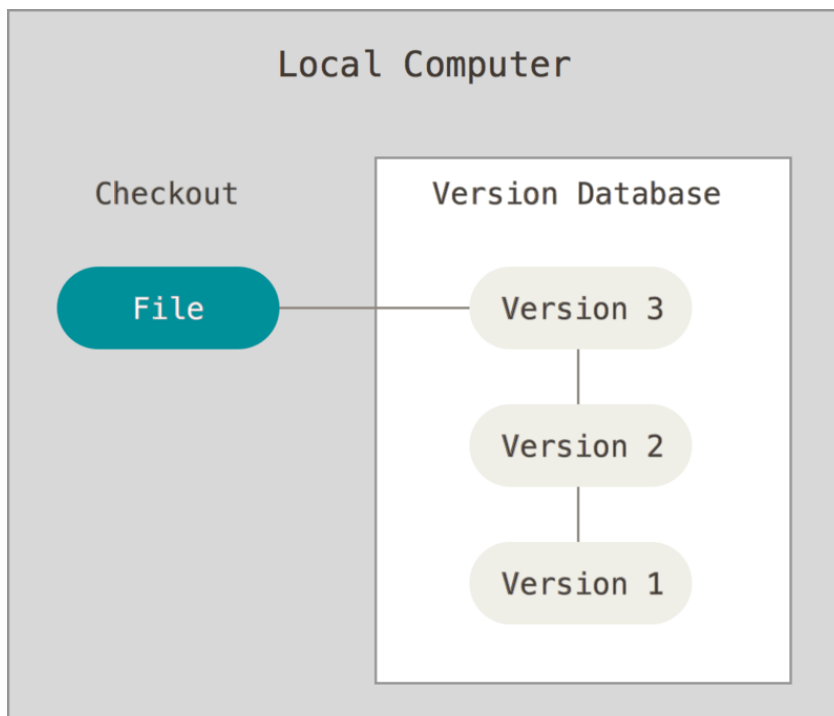 Local Computer
Checkout
Version Database
File
Version 3
Version 2
Version 1